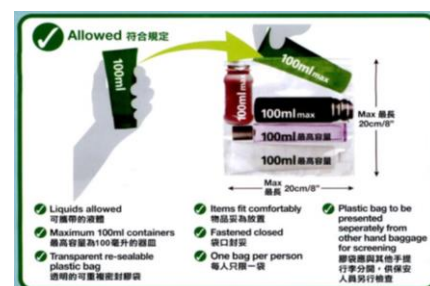 Allowed 符合規定
100ml
100ml max
100ml max
100ml max
100ml 最高容量
100ml 最高容量
Max 最長
20cm/8"
Max
最長 20cm/8"
Liquids allowed
可攜帶的液體
Maximum 100ml containers
最高容量為100毫升的器皿
Transparent re-sealable
plastic bag
透明的可重複密封膠袋
Items fit comfortably
物品妥為放置
Fastened closed
袋口封妥
One bag per person
每人只限一袋
Plastic bag to be
presented
seperately from
other hand baggage
for screening
膠袋應與其他手提
行李分開，供保安
人員另行檢查